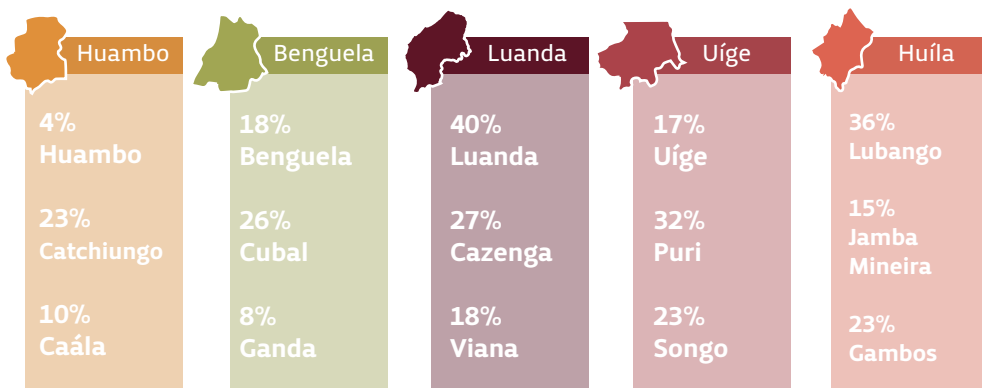 Huambo
4%
Huambo
23%
Catchiungo
10%
Caála
Benguela
18%
Benguela
26%
Cubal
8%
Ganda
Luanda
40%
Luanda
27%
Cazenga
18%
Viana
Uíge
17%
Uíge
32%
Puri
23%
Songo
Huíla
36%
Lubango
15%
Jamba
Mineira
23%
Gambos